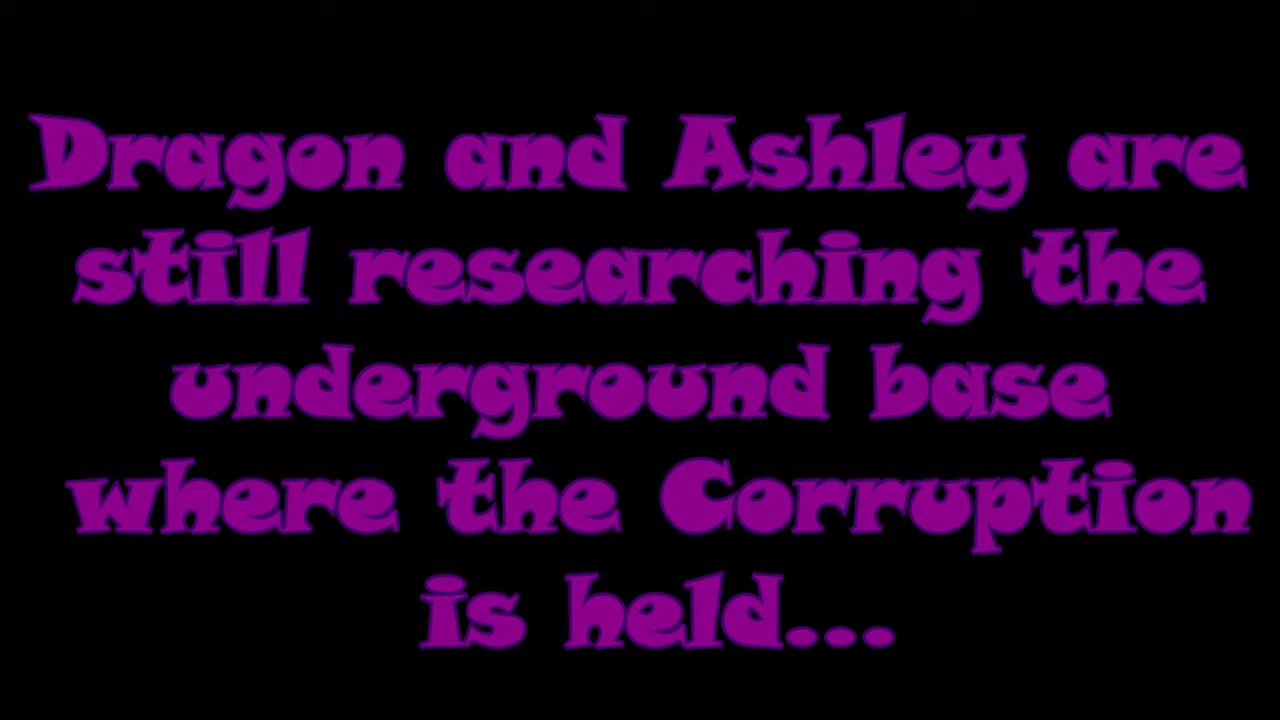 Dragon and Ashley are
still researching the
underground base
where the Corruption
is held...